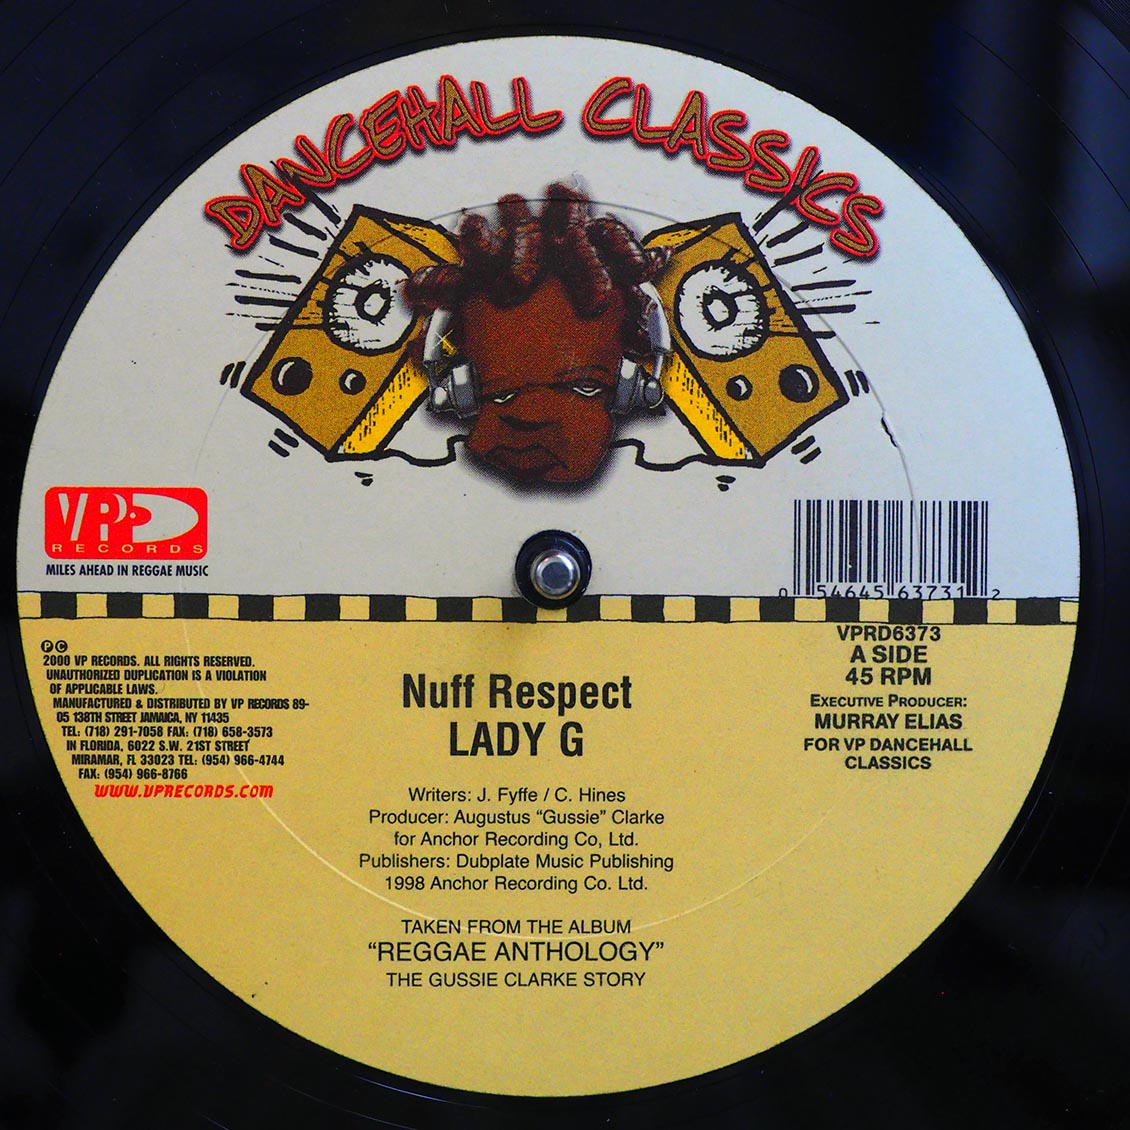 DANCEHALL CLASSICS
VP
RECORDS
MILES AHEAD IN REGGAE MUSIC
0 54645 63731 2
VPRD6373
A SIDE
45 RPM
EXECUTIVE PRODUCER:
MURRAY ELIAS
FOR VP DANCEHALL
CLASSICS
℗©
2000 VP RECORDS. ALL RIGHTS RESERVED.
UNAUTHORIZED DUPLICATION IS A VIOLATION
OF APPLICABLE LAWS.
MANUFACTURED & DISTRIBUTED BY VP RECORDS 89-
05 138TH STREET JAMAICA, NY 11435
TEL: (718) 291-7058 FAX: (718) 658-3573
IN FLORIDA, 6022 S.W. 21ST STREET
MIRAMAR, FL 33023 TEL: (954) 966-4744
FAX: (954) 966-8766
WWW.VPRECORDS.COM
Nuff Respect
LADY G
Writers: J. Fyffe / C. Hines
Producer: Augustus “Gussie” Clarke
for Anchor Recording Co, Ltd.
Publishers: Dubplate Music Publishing
1998 Anchor Recording Co. Ltd.
TAKEN FROM THE ALBUM
“REGGAE ANTHOLOGY”
THE GUSSIE CLARKE STORY